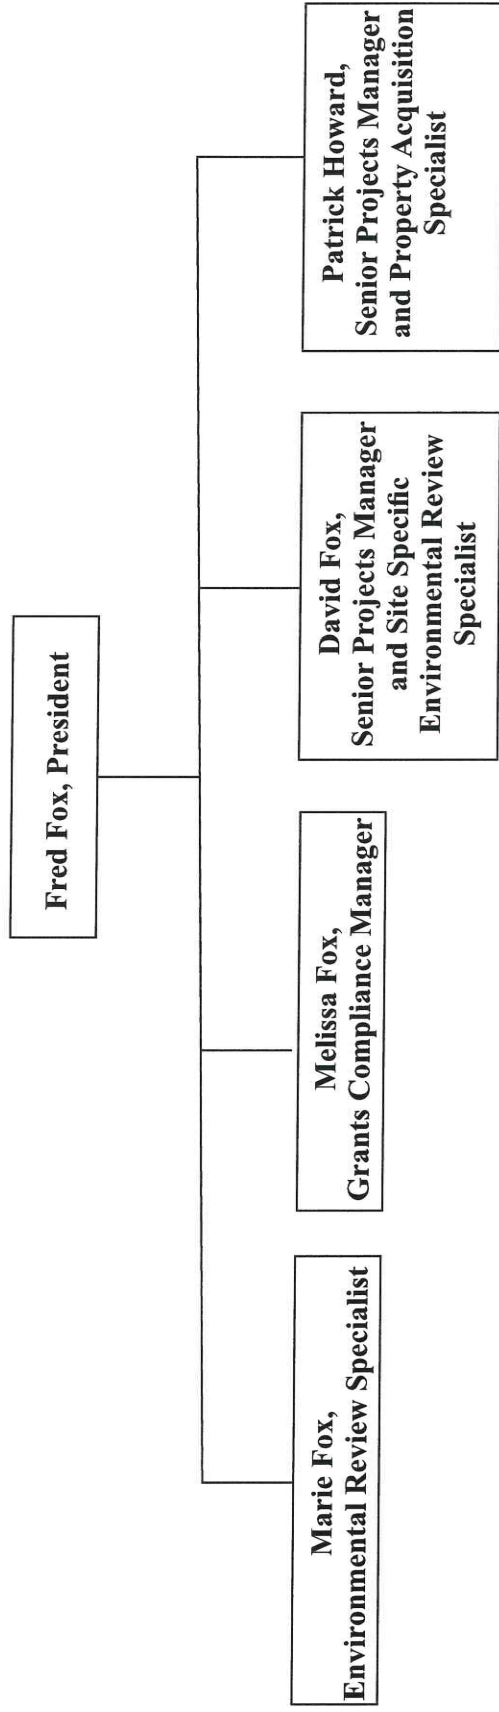 Fred Fox, President
Marie Fox,
Environmental Review Specialist
Melissa Fox,
Grants Compliance Manager
David Fox,
Senior Projects Manager
and Site Specific
Environmental Review
Specialist
Patrick Howard,
Senior Projects Manager
and Property Acquisition
Specialist